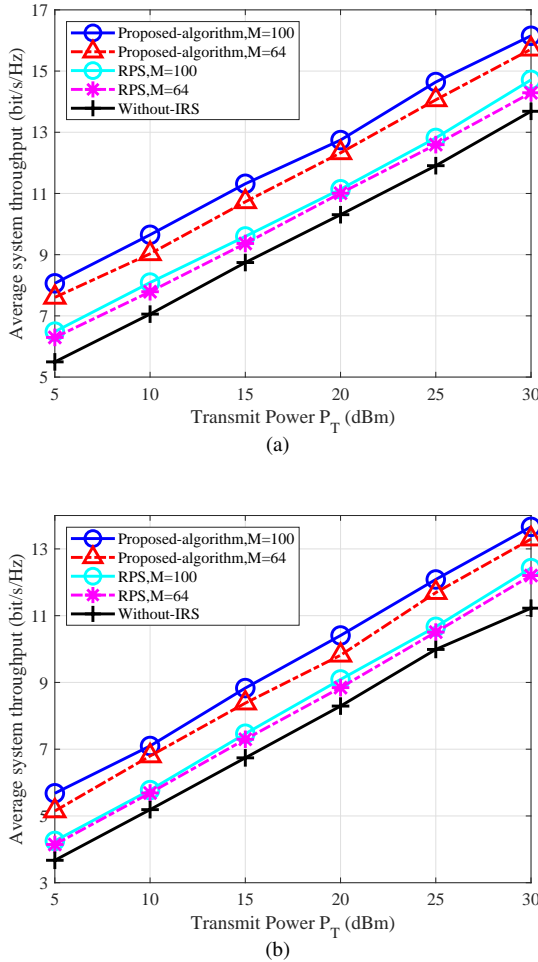 17
15
13
11
9
7
5
Average system throughput (bit/s/Hz)
Proposed-algorithm,M=100
Proposed-algorithm,M=64
RPS,M=100
RPS,M=64
Without-IRS
5 10 15 20 25 30
Transmit Power P_T (dBm)
(a)
13
11
9
7
5
3
Average system throughput (bit/s/Hz)
Proposed-algorithm,M=100
Proposed-algorithm,M=64
RPS,M=100
RPS,M=64
Without-IRS
5 10 15 20 25 30
Transmit Power P_T (dBm)
(b)